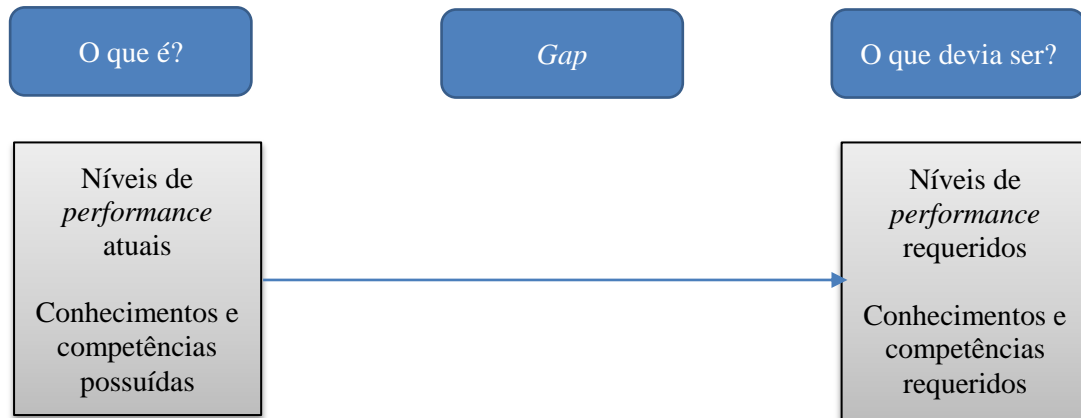 O que é?
Gap
O que devia ser?
Níveis de
performance
atuais
Conhecimentos e
competências
possuídas
Níveis de
performance
requeridos
Conhecimentos e
competências
requeridos